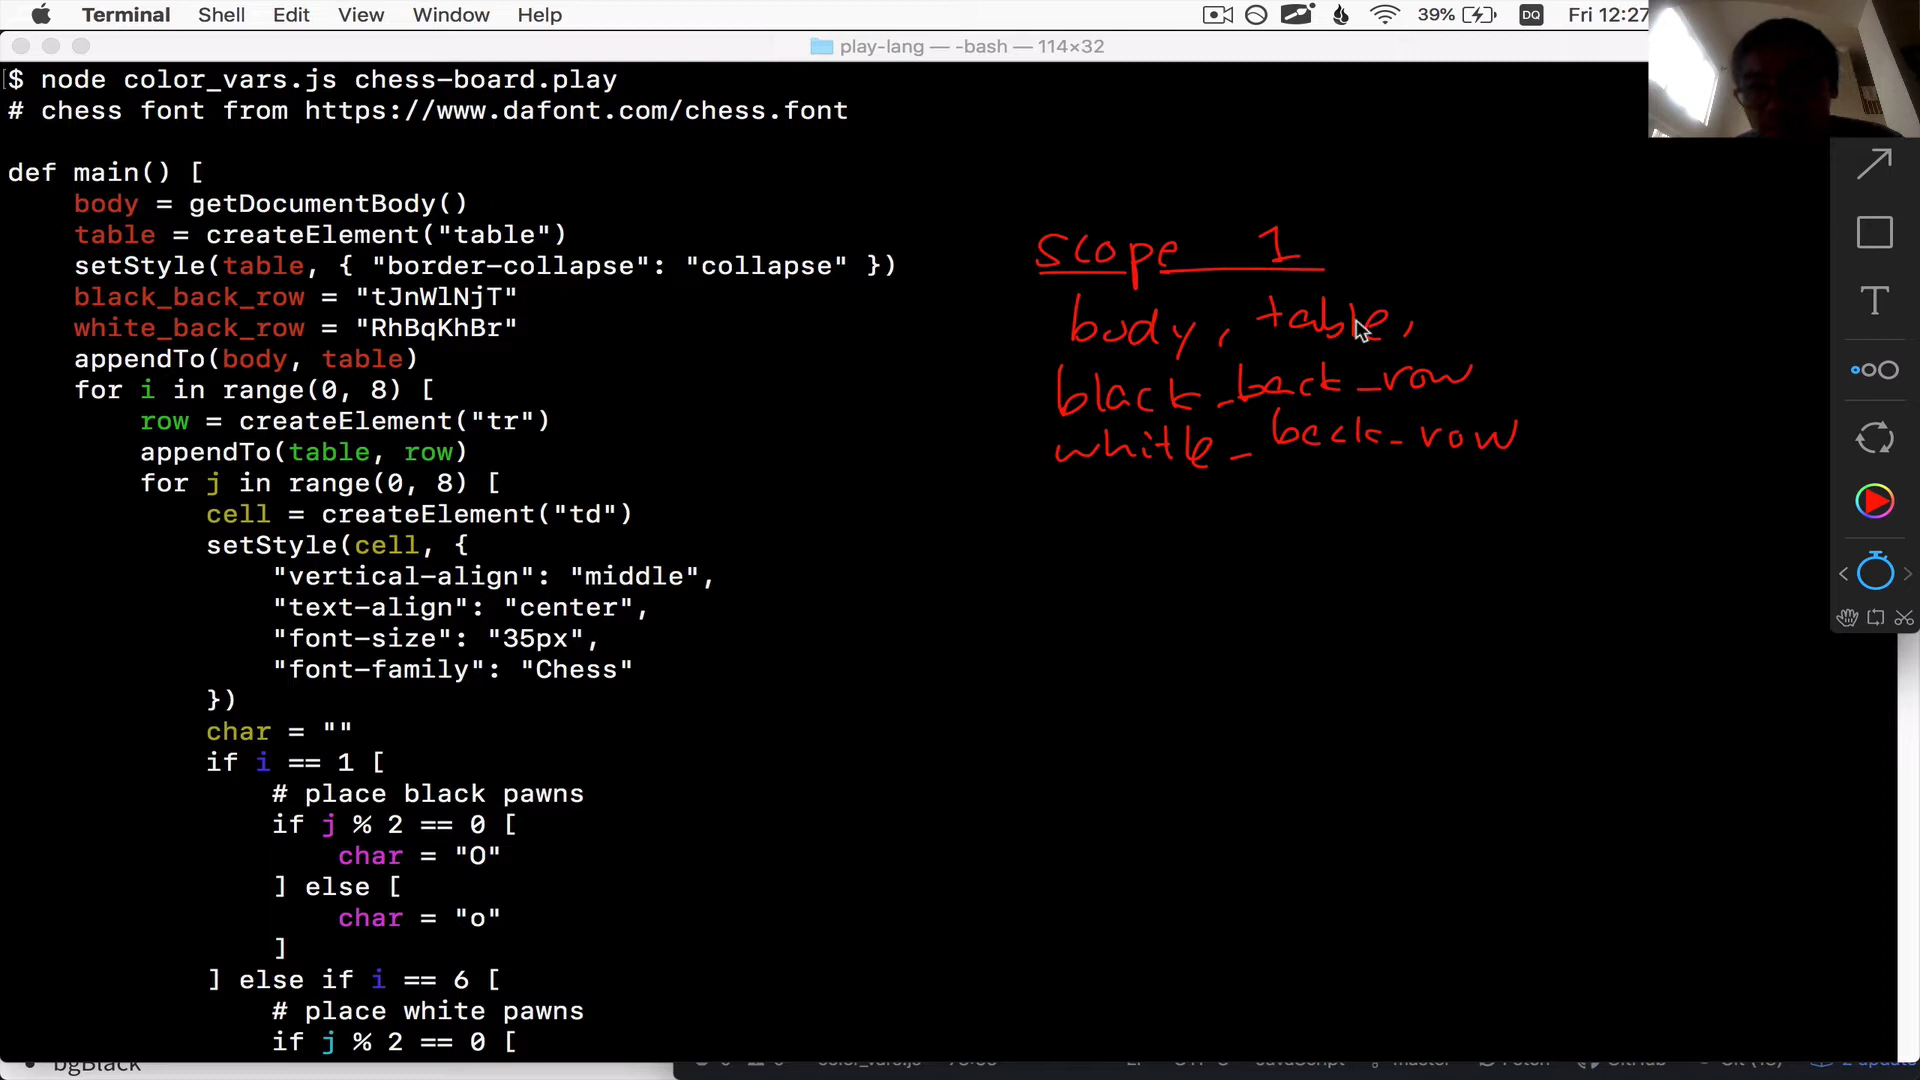 Terminal Shell Edit View Window Help 39% DQ Fri 12:27
play-lang — -bash — 114×32
[$ node color_vars.js chess-board.play
# chess font from https://www.dafont.com/chess.font
def main() [
    body = getDocumentBody()
    table = createElement("table")
    setStyle(table, { "border-collapse": "collapse" })
    black_back_row = "tJnWlNjT"
    white_back_row = "RhBqKhBr"
    appendTo(body, table)
    for i in range(0, 8) [
        row = createElement("tr")
        appendTo(table, row)
        for j in range(0, 8) [
            cell = createElement("td")
            setStyle(cell, {
                "vertical-align": "middle",
                "text-align": "center",
                "font-size": "35px",
                "font-family": "Chess"
            })
            char = ""
            if i == 1 [
                # place black pawns
                if j % 2 == 0 [
                    char = "O"
                ] else [
                    char = "o"
                ]
            ] else if i == 6 [
                # place white pawns
                if j % 2 == 0 [
scope 1
body, table,
black_back_row
white_back_row
bgBlack